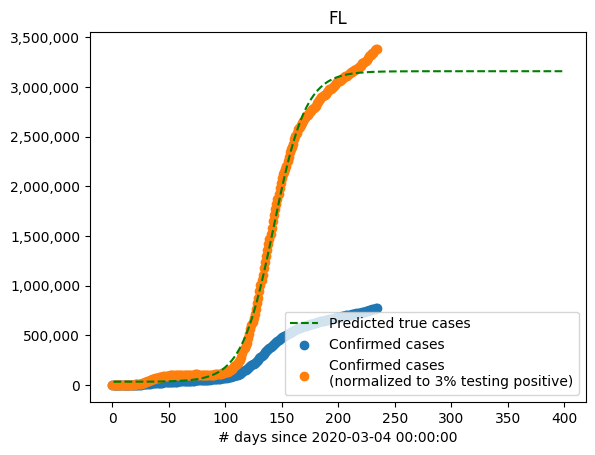 FL
3,500,000
3,000,000
2,500,000
2,000,000
1,500,000
1,000,000
500,000
0
Predicted true cases
Confirmed cases
Confirmed cases
(normalized to 3% testing positive)
0 50 100 150 200 250 300 350 400
# days since 2020-03-04 00:00:00